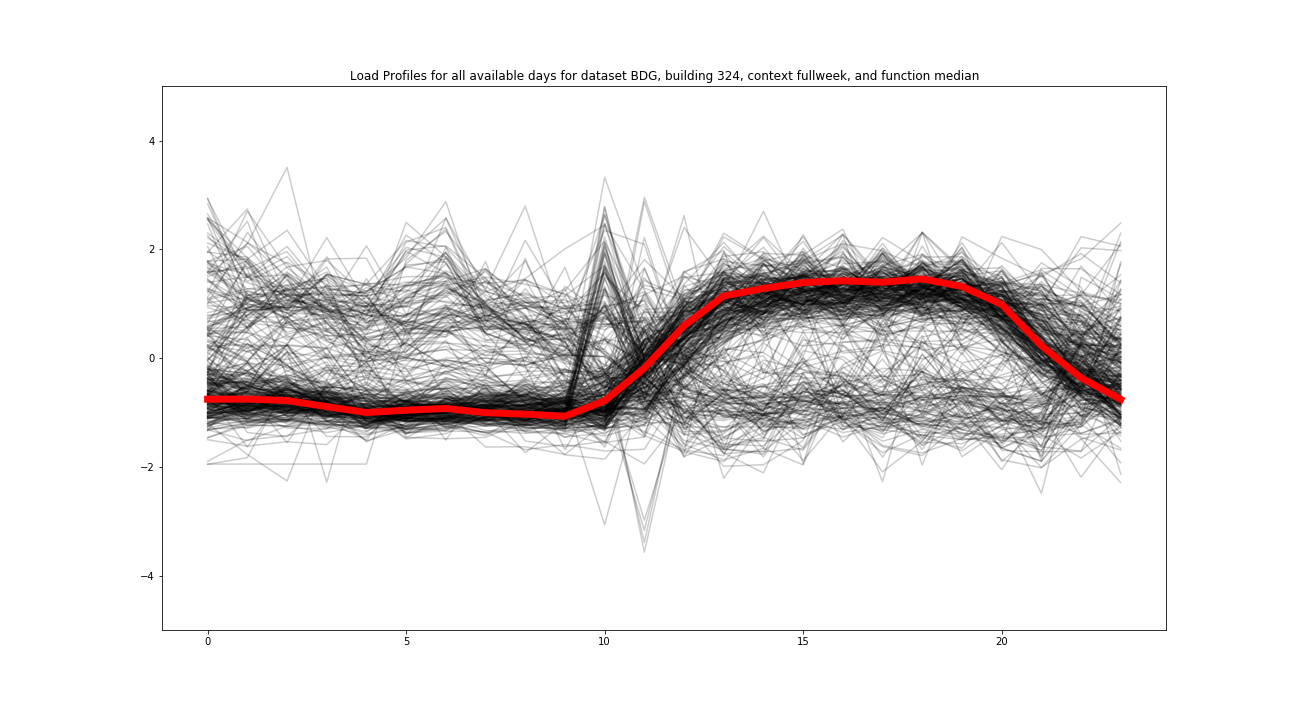 Load Profiles for all available days for dataset BDG, building 324, context fullweek, and function median
4
2
0
−2
−4
0 5 10 15 20